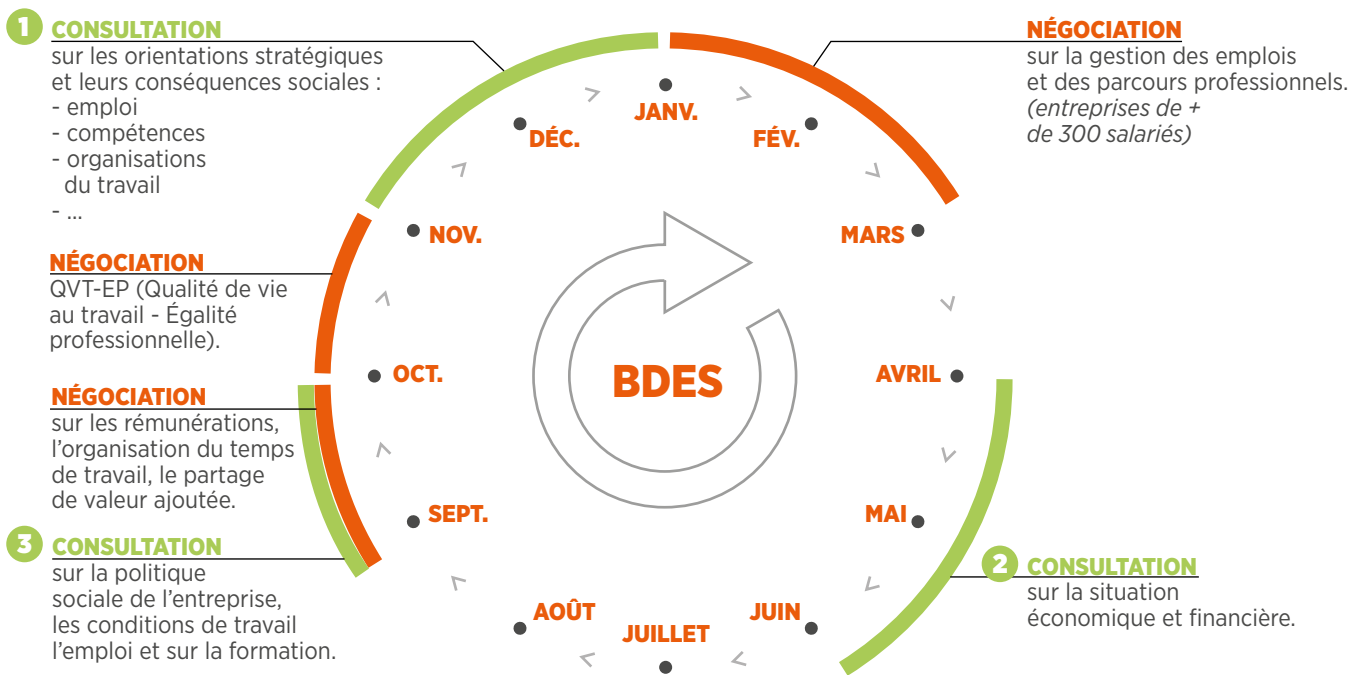 1 CONSULTATION
sur les orientations stratégiques
et leurs conséquences sociales :
- emploi
- compétences
- organisations
du travail
- ...
NÉGOCIATION
QVT-EP (Qualité de vie
au travail - Égalité
professionnelle).
NÉGOCIATION
sur les rémunérations,
l'organisation du temps
de travail, le partage
de valeur ajoutée.
3 CONSULTATION
sur la politique
sociale de l'entreprise,
les conditions de travail
l'emploi et sur la formation.
JANV.
FÉV.
MARS
AVRIL
MAI
JUIN
JUILLET
AOÛT
SEPT.
OCT.
NOV.
DÉC.
BDES
NÉGOCIATION
sur la gestion des emplois
et des parcours professionnels.
(entreprises de +
de 300 salariés)
2 CONSULTATION
sur la situation
économique et financière.